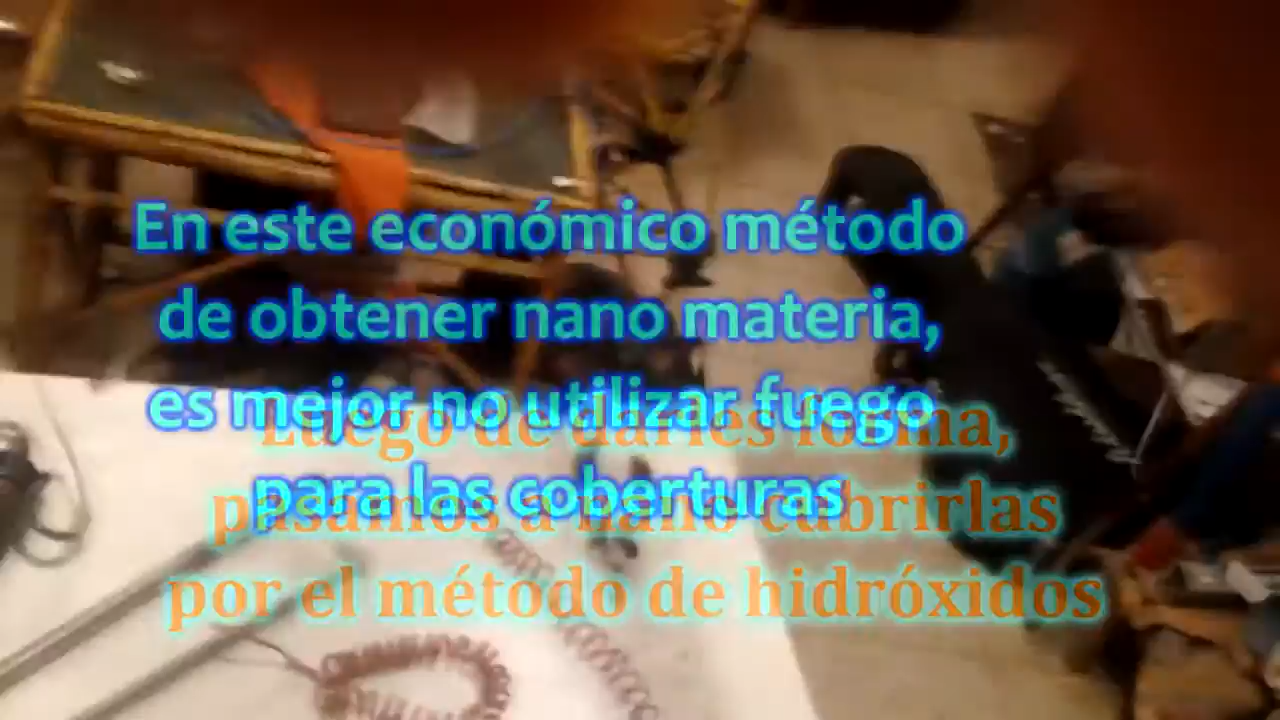 En este económico método
de obtener nano materia,
es mejor no utilizar fuego
para las coberturas
Luego de darles forma,
pasamos a nano cubrirlas
por el método de hidróxidos